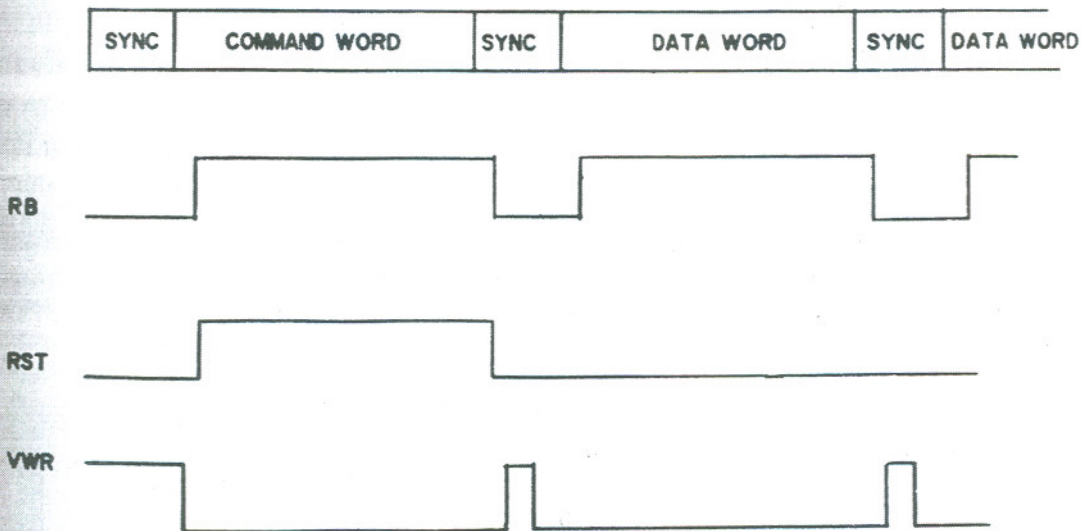 SYNC COMMAND WORD SYNC DATA WORD SYNC DATA WORD
RB
RST
VWR